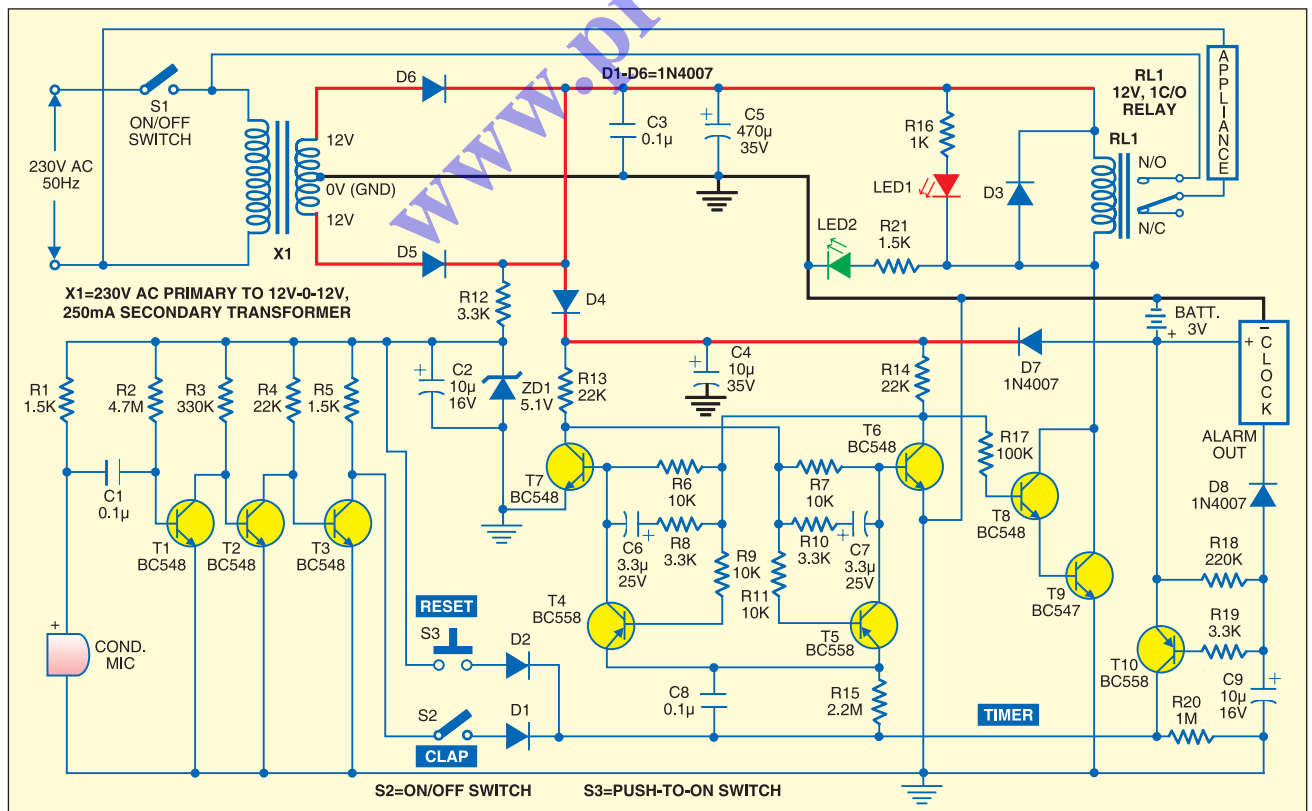 www.p
D1-D6=1N4007
D6
S1
ON/OFF
SWITCH
230V AC
50Hz
12V
0V (GND)
12V
X1
D5
X1=230V AC PRIMARY TO 12V-0-12V,
250mA SECONDARY TRANSFORMER
C3
0.1µ
+
C5
470µ
35V
R16
1K
LED1
LED2
R21
1.5K
D3
RL1
12V, 1C/O
RELAY
RL1
N/O
N/C
APPLIANCE
R12
3.3K
D4
BATT.
3V
+
D7
1N4007
+
−
CLOCK
ALARM
OUT
D8
1N4007
R1
1.5K
R2
4.7M
R3
330K
R4
22K
R5
1.5K
+
C2
10µ
16V
ZD1
5.1V
R13
22K
+
C4
10µ
35V
R14
22K
C1
0.1µ
T1
BC548
T2
BC548
T3
BC548
T7
BC548
R6
10K
R7
10K
T6
BC548
R17
100K
T8
BC548
C6
+
3.3µ
25V
R8
3.3K
R10
3.3K
C7
+
3.3µ
25V
R9
10K
R11
10K
T9
BC547
R18
220K
R19
3.3K
T10
BC558
C9
+
10µ
16V
R20
1M
+
COND.
MIC
RESET
S3
D2
S2
D1
CLAP
T4
BC558
T5
BC558
C8
0.1µ
R15
2.2M
TIMER
S2=ON/OFF SWITCH
S3=PUSH-TO-ON SWITCH